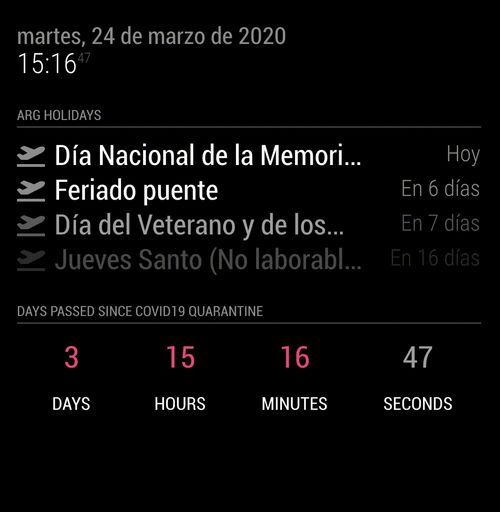 martes, 24 de marzo de 2020
15:16 47
ARG HOLIDAYS
Día Nacional de la Memori... Hoy
Feriado puente En 6 días
Día del Veterano y de los... En 7 días
Jueves Santo (No laborabl... En 16 días
DAYS PASSED SINCE COVID19 QUARANTINE
3 15 16 47
DAYS HOURS MINUTES SECONDS